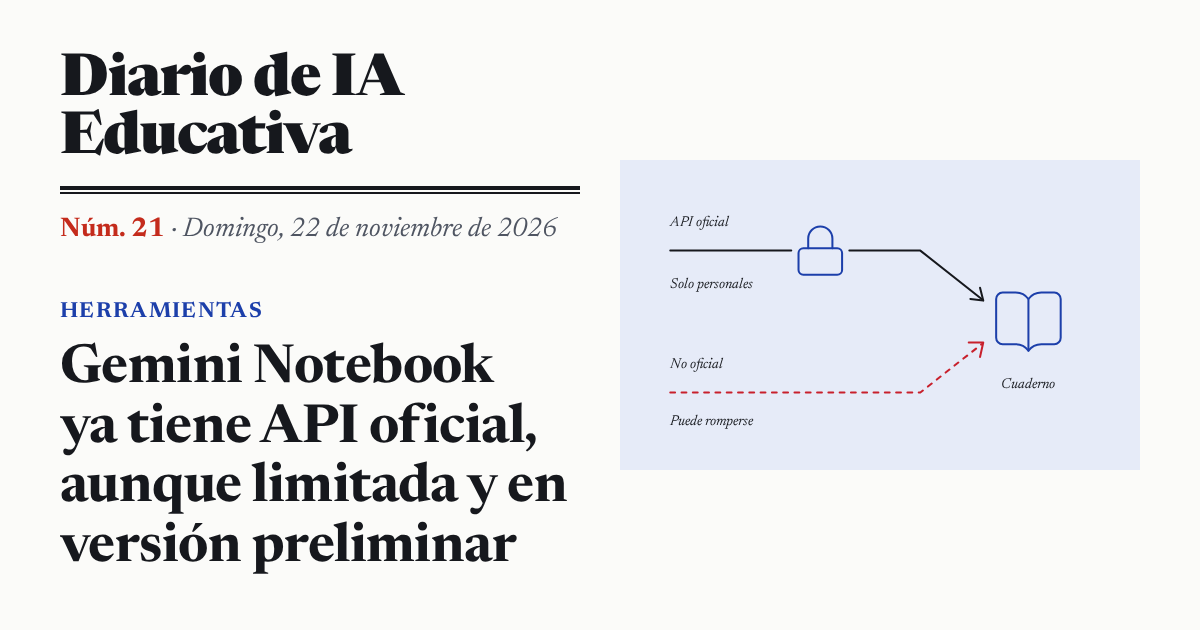 Diario de IA
Educativa
Núm. 21 · Domingo, 22 de noviembre de 2026
HERRAMIENTAS
Gemini Notebook
ya tiene API oficial,
aunque limitada y en
versión preliminar
API oficial
Solo personales
No oficial
Puede romperse
Cuaderno